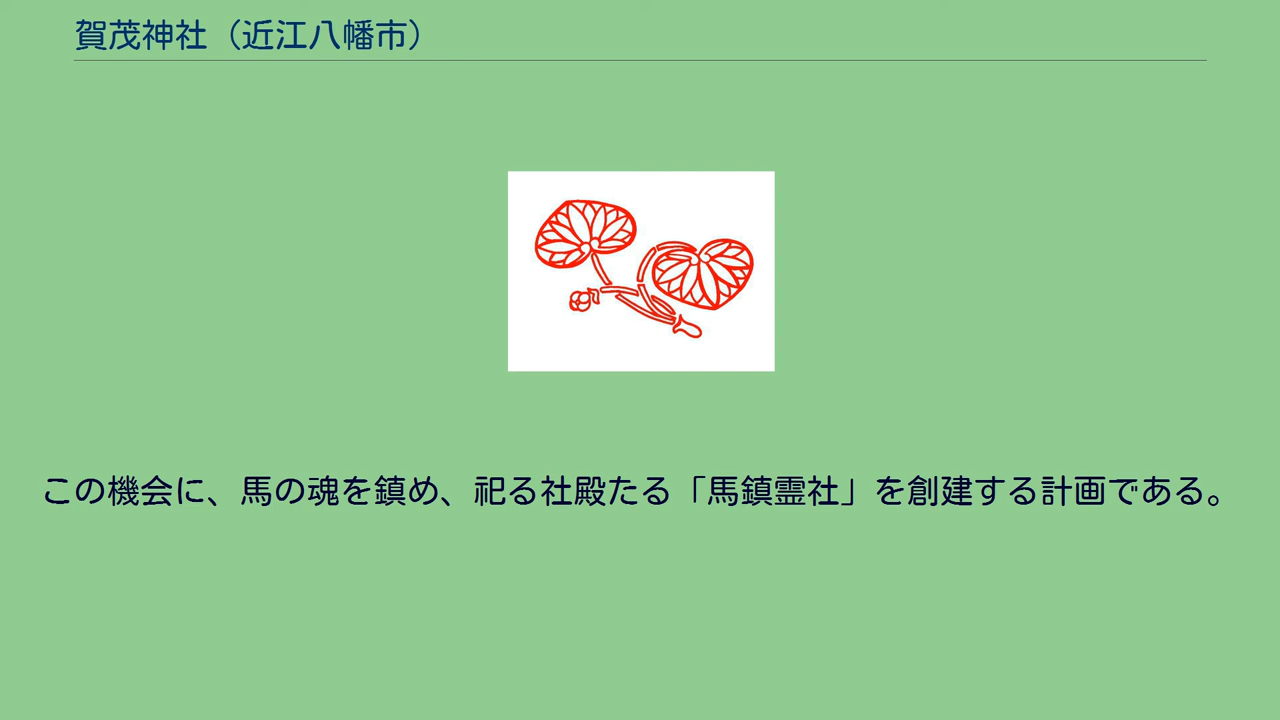 賀茂神社（近江八幡市）
この機会に、馬の魂を鎮め、祀る社殿たる「馬鎮霊社」を創建する計画である。